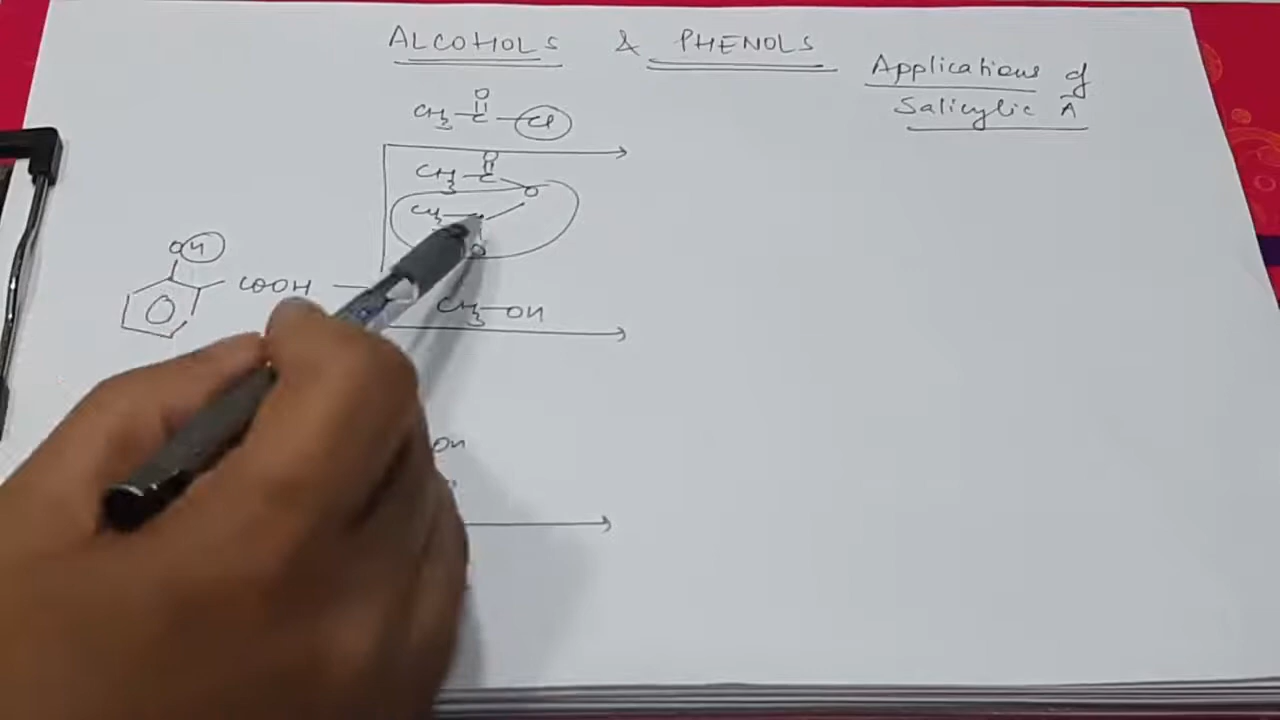 ALCOHOLS & PHENOLS
Applications of
Salicylic A
O
CH3-C-Cl
O
CH3-C
O
CH3
O
OH
COOH
CH3-OH
OH